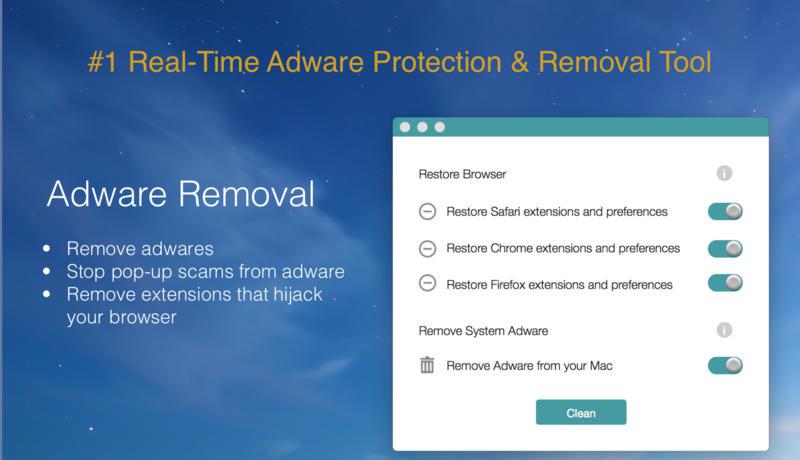 #1 Real-Time Adware Protection & Removal Tool
Adware Removal
• Remove adwares
• Stop pop-up scams from adware
• Remove extensions that hijack
your browser
Restore Browser
Restore Safari extensions and preferences
Restore Chrome extensions and preferences
Restore Firefox extensions and preferences
Remove System Adware
Remove Adware from your Mac
Clean